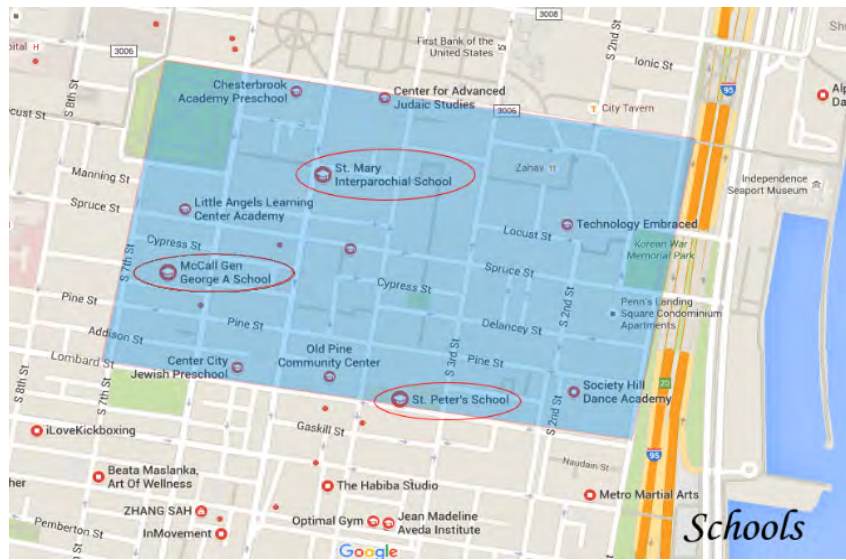 3008
3006
First Bank of the
United States
S 2nd St
Ionic St
95
ital H
S 8th St
Chesterbrook
Academy Preschool
Center for Advanced
Judaic Studies
3006
City Tavern
Locust St
St. Mary
Interparochial School
Zahav
Manning St
Independence
Seaport Museum
Spruce St
Little Angels Learning
Center Academy
Technology Embraced
Locust St
Korean War
Memorial Park
Cypress St
S 7th St
McCall Gen
George A School
Spruce St
Cypress St
S 2nd St
Penn's Landing
Square Condominium
Apartments
Pine St
Pine St
Delancey St
Addison St
Old Pine
Community Center
S 3rd St
Pine St
Lombard St
Center City
Jewish Preschool
20
S 8th St
S 7th St
St. Peter's School
Society Hill
Dance Academy
S 2nd St
iLoveKickboxing
Gaskill St
95
Naudain St
Beata Maslanka,
Art Of Wellness
her
The Habiba Studio
Metro Martial Arts
ZHANG SAH
Optimal Gym
Jean Madeline
Aveda Institute
Pemberton St
InMovement
Google
Schools